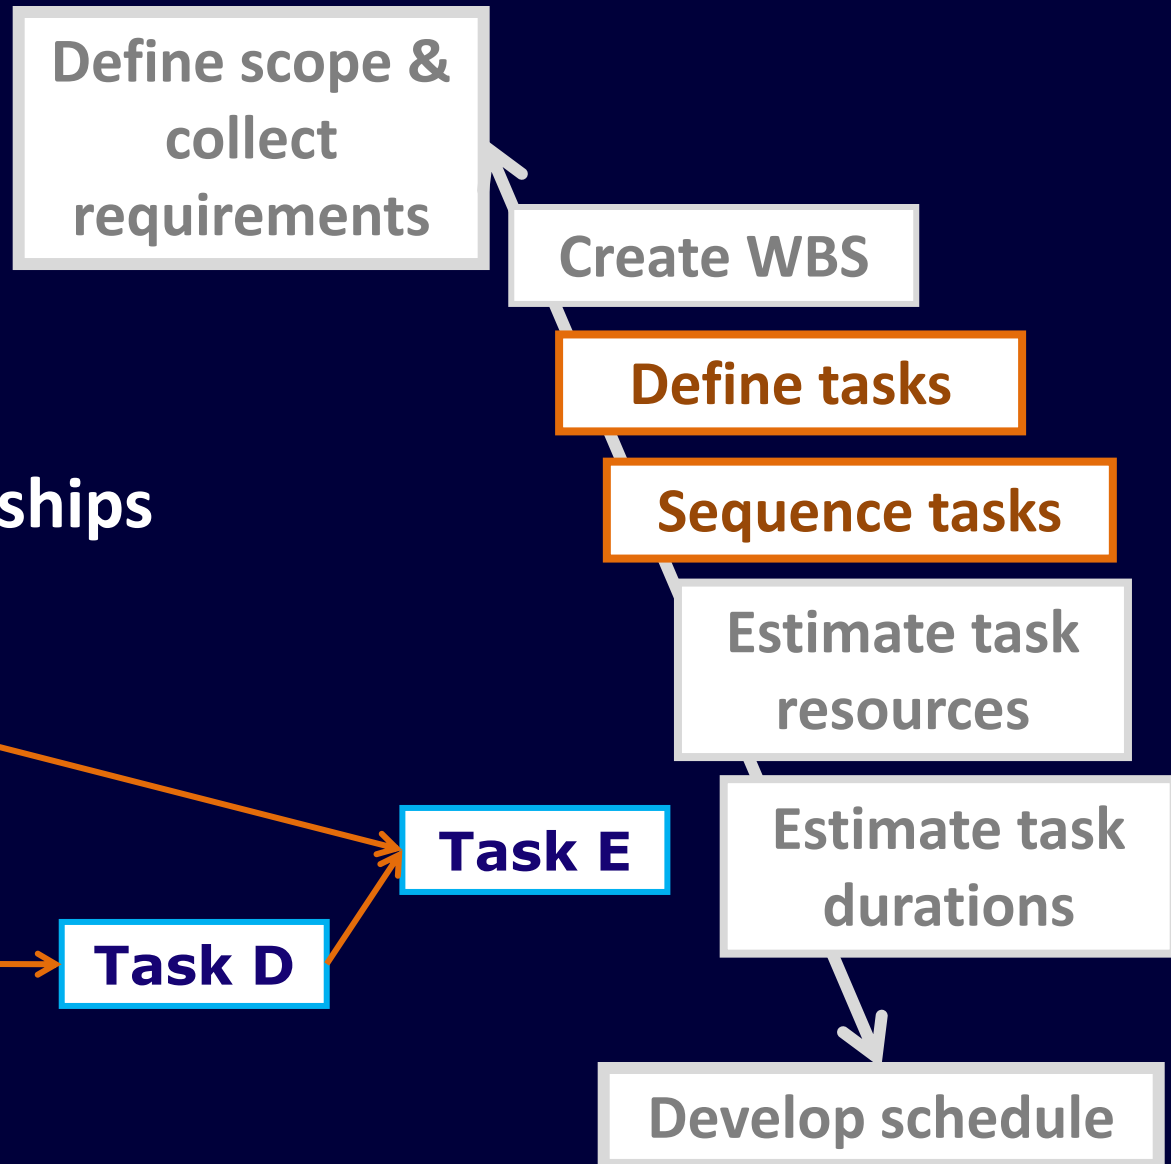 Define scope &
collect
requirements
Create WBS
Define tasks
Sequence tasks
ships
Estimate task
resources
Estimate task
durations
Task E
Task D
Develop schedule